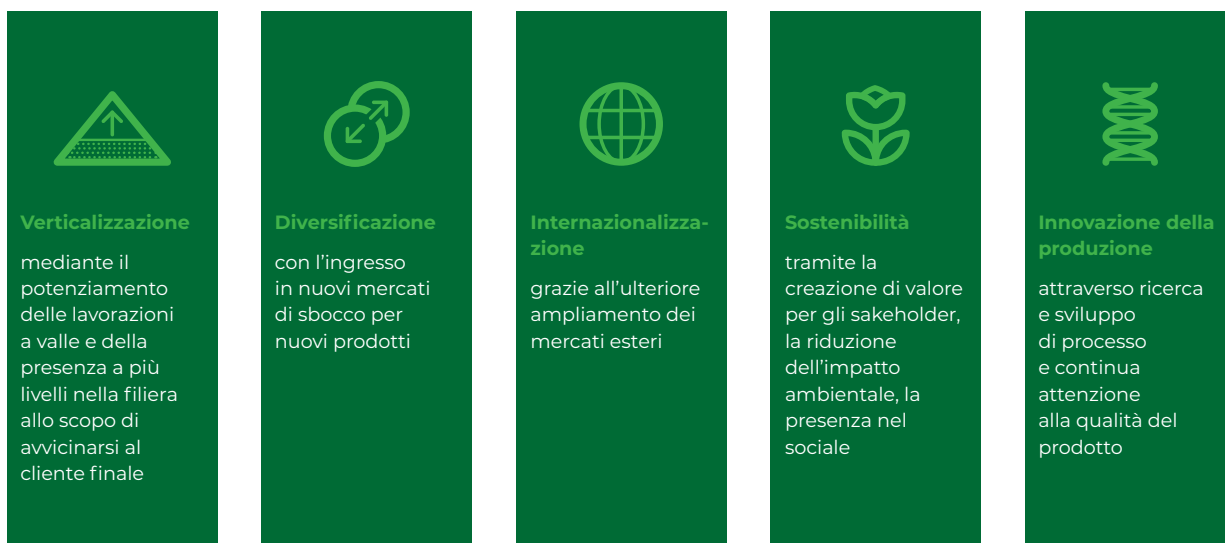 Verticalizzazione
mediante il
potenziamento
delle lavorazioni
a valle e della
presenza a più
livelli nella filiera
allo scopo di
avvicinarsi al
cliente finale
Diversificazione
con l’ingresso
in nuovi mercati
di sbocco per
nuovi prodotti
Internazionalizza-
zione
grazie all’ulteriore
ampliamento dei
mercati esteri
Sostenibilità
tramite la
creazione di valore
per gli sakeholder,
la riduzione
dell’impatto
ambientale, la
presenza nel
sociale
Innovazione della
produzione
attraverso ricerca
e sviluppo
di processo
e continua
attenzione
alla qualità del
prodotto